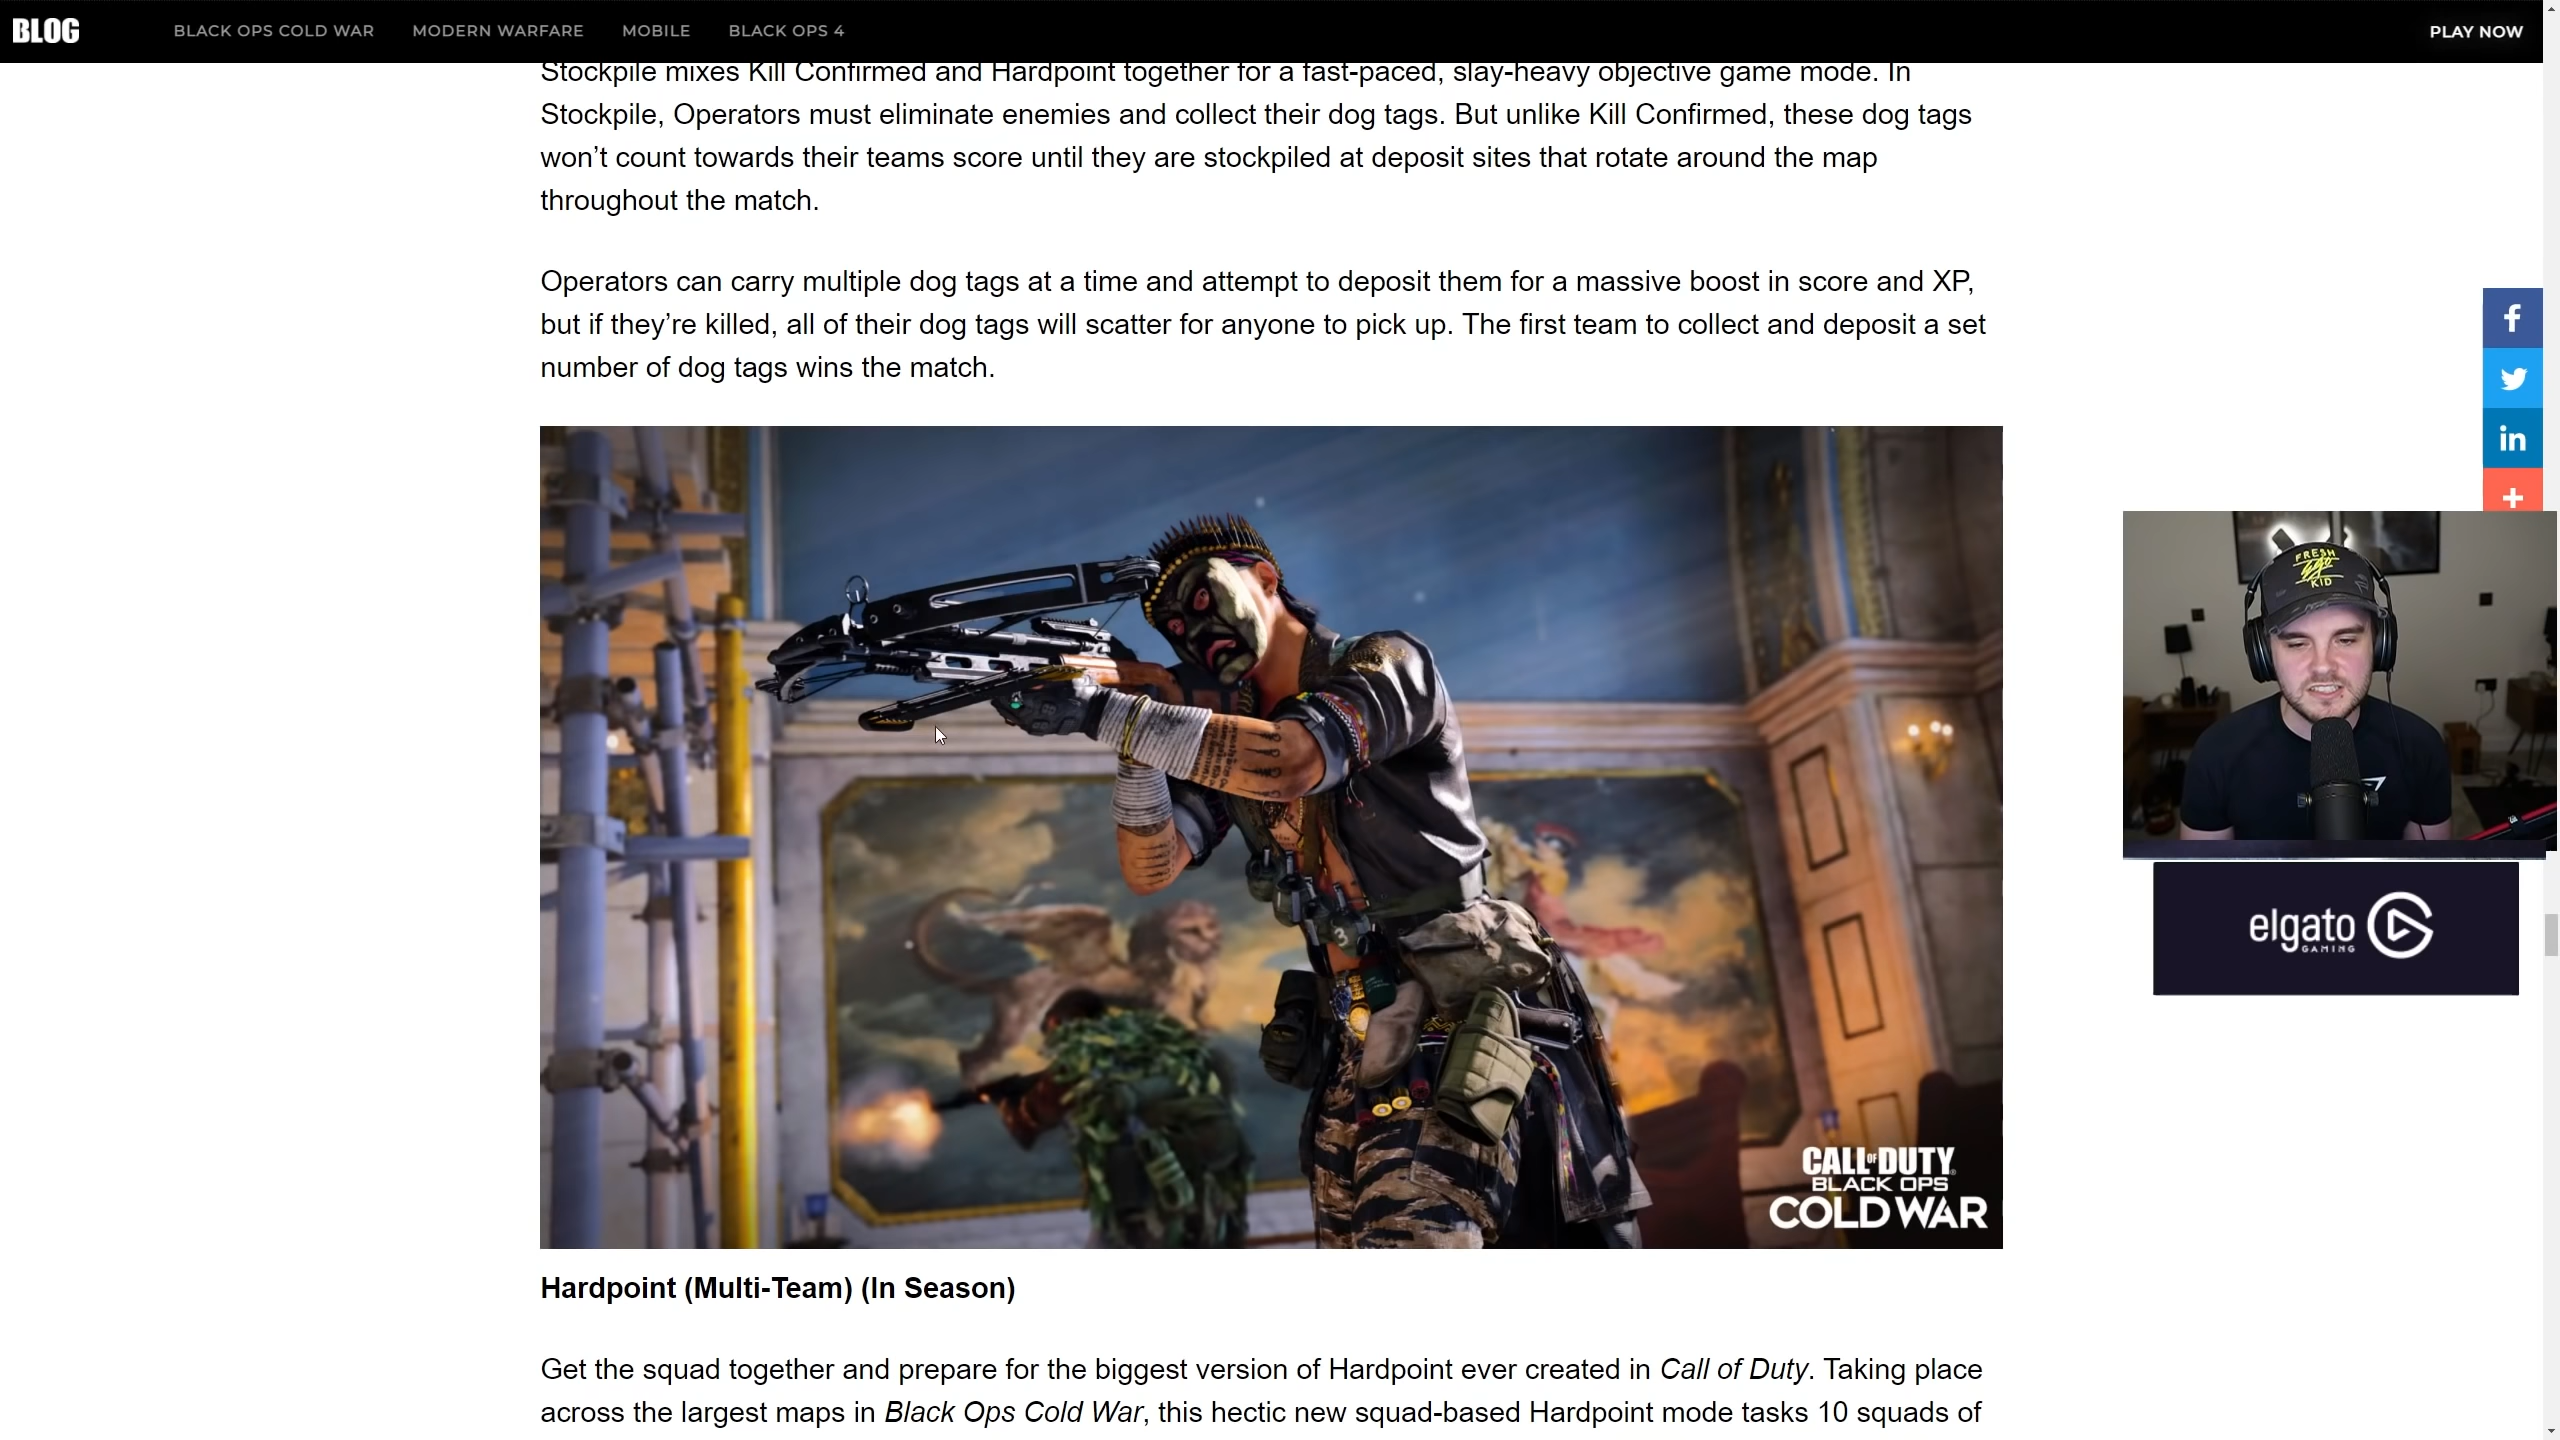 BLOG
BLACK OPS COLD WAR
MODERN WARFARE
MOBILE
BLACK OPS 4
PLAY NOW
Stockpile mixes Kill Confirmed and Hardpoint together for a fast-paced, slay-heavy objective game mode. In
Stockpile, Operators must eliminate enemies and collect their dog tags. But unlike Kill Confirmed, these dog tags
won’t count towards their teams score until they are stockpiled at deposit sites that rotate around the map
throughout the match.
Operators can carry multiple dog tags at a time and attempt to deposit them for a massive boost in score and XP,
but if they’re killed, all of their dog tags will scatter for anyone to pick up. The first team to collect and deposit a set
number of dog tags wins the match.
FRESH
ego
KID
elgato
GAMING
3
CALL OF DUTY
BLACK OPS
COLD WAR
Hardpoint (Multi-Team) (In Season)
Get the squad together and prepare for the biggest version of Hardpoint ever created in Call of Duty. Taking place
across the largest maps in Black Ops Cold War, this hectic new squad-based Hardpoint mode tasks 10 squads of